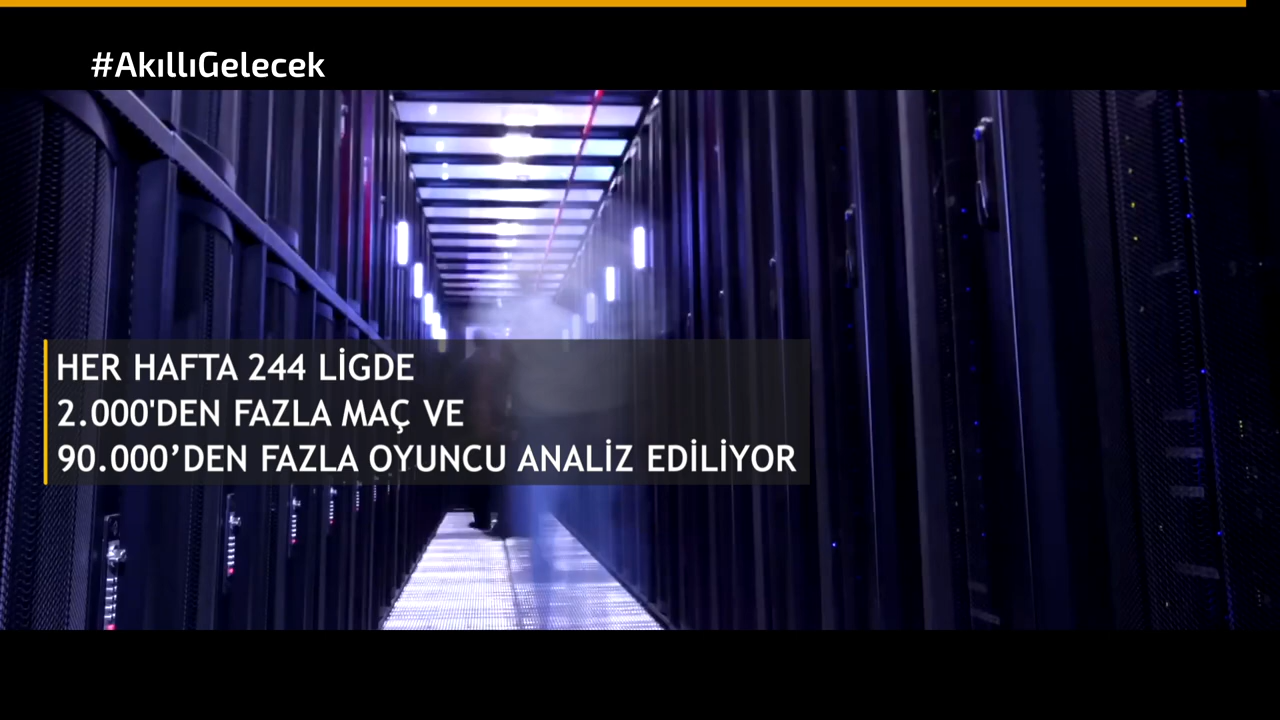 #AkıllıGelecek
HER HAFTA 244 LİGDE
2.000'DEN FAZLA MAÇ VE
90.000’DEN FAZLA OYUNCU ANALİZ EDİLİYOR